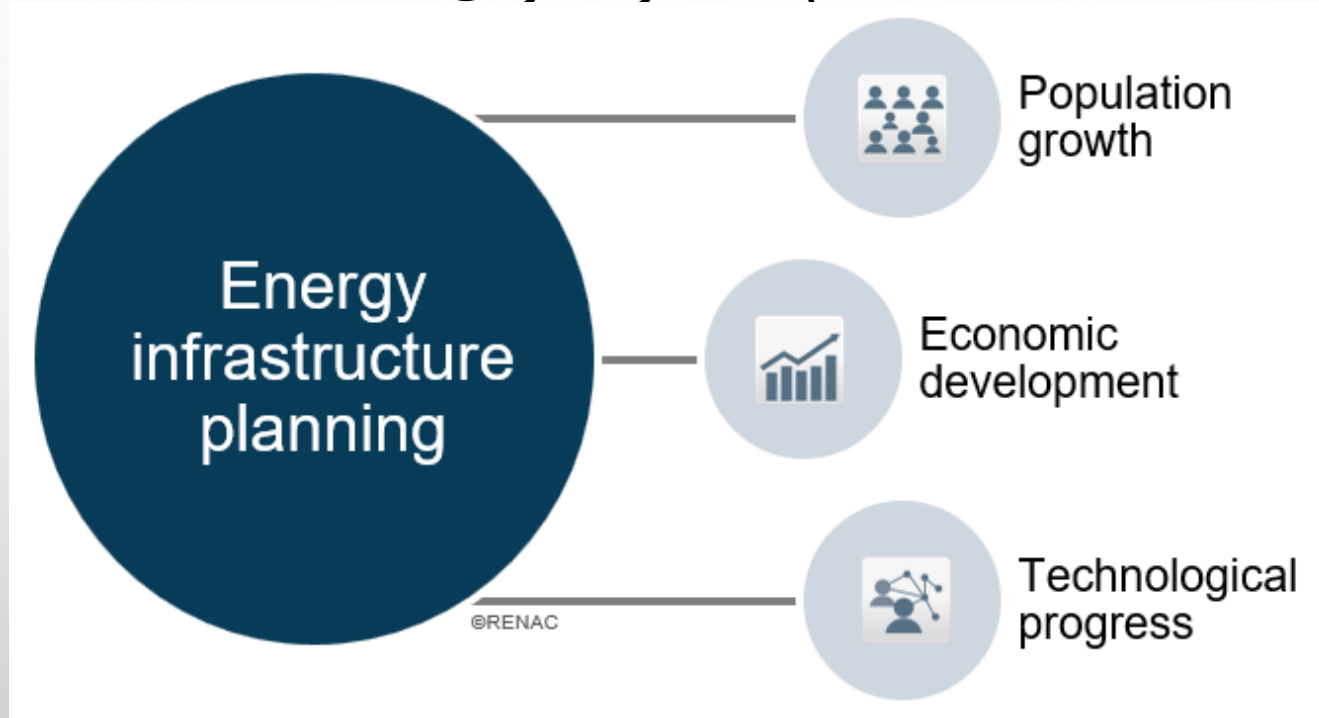 Energy
infrastructure
planning
Population
growth
Economic
development
Technological
progress
©RENAC